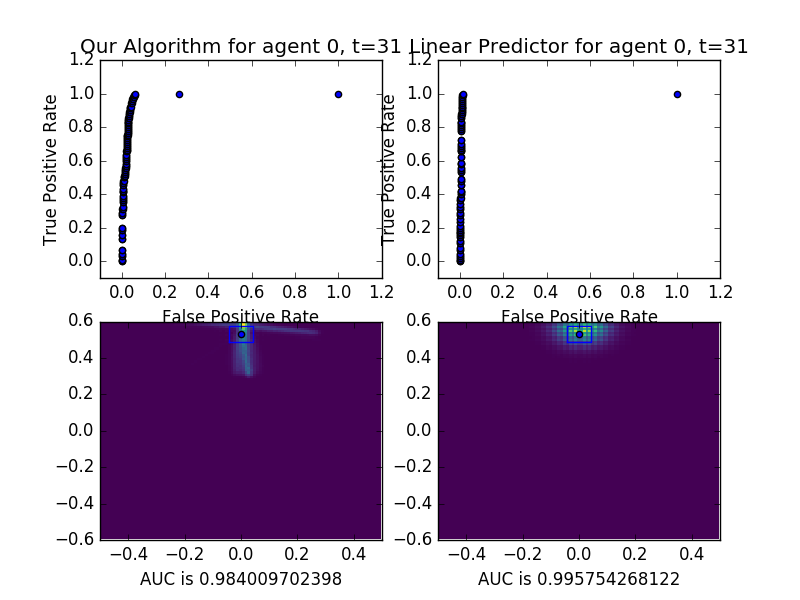 Our Algorithm for agent 0, t=31
Linear Predictor for agent 0, t=31
1.2
1.0
0.8
0.6
0.4
0.2
0.0
True Positive Rate
0.0 0.2 0.4 0.6 0.8 1.0 1.2
False Positive Rate
1.2
1.0
0.8
0.6
0.4
0.2
0.0
True Positive Rate
0.0 0.2 0.4 0.6 0.8 1.0 1.2
False Positive Rate
0.6
0.4
0.2
0.0
−0.2
−0.4
−0.6
−0.4 −0.2 0.0 0.2 0.4
AUC is 0.984009702398
0.6
0.4
0.2
0.0
−0.2
−0.4
−0.6
−0.4 −0.2 0.0 0.2 0.4
AUC is 0.995754268122